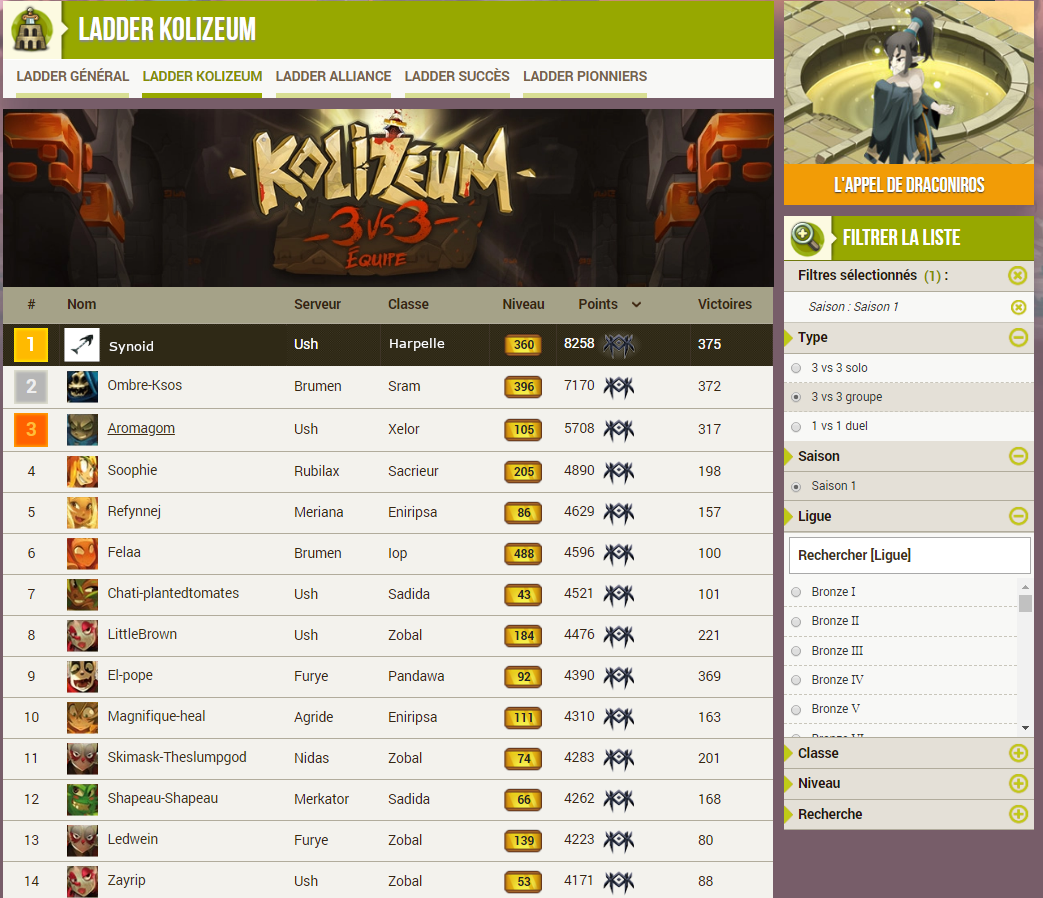 LADDER KOLIZEUM
LADDER GÉNÉRAL LADDER KOLIZEUM LADDER ALLIANCE LADDER SUCCÈS LADDER PIONNIERS
KOLIZEUM
3 VS 3
ÉQUIPE
# Nom Serveur Classe Niveau Points Victoires
1 Synoid Ush Harpelle 360 8258 375
2 Ombre-Ksos Brumen Sram 396 7170 372
3 Aromagom Ush Xelor 105 5708 317
4 Soophie Rubilax Sacrieur 205 4890 198
5 Refynnej Meriana Eniripsa 86 4629 157
6 Felaa Brumen Iop 488 4596 100
7 Chati-plantedtomates Ush Sadida 43 4521 101
8 LittleBrown Ush Zobal 184 4476 221
9 El-pope Furye Pandawa 92 4390 369
10 Magnifique-heal Agride Eniripsa 111 4310 163
11 Skimask-Theslumpgod Nidas Zobal 74 4283 201
12 Shapeau-Shapeau Merkator Sadida 66 4262 168
13 Ledwein Furye Zobal 139 4223 80
14 Zayrip Ush Zobal 53 4171 88
L'APPEL DE DRACONIROS
FILTRER LA LISTE
Filtres sélectionnés (1) :
Saison : Saison 1
Type
3 vs 3 solo
3 vs 3 groupe
1 vs 1 duel
Saison
Saison 1
Ligue
Rechercher [Ligue]
Bronze I
Bronze II
Bronze III
Bronze IV
Bronze V
Bronze VI
Classe
Niveau
Recherche